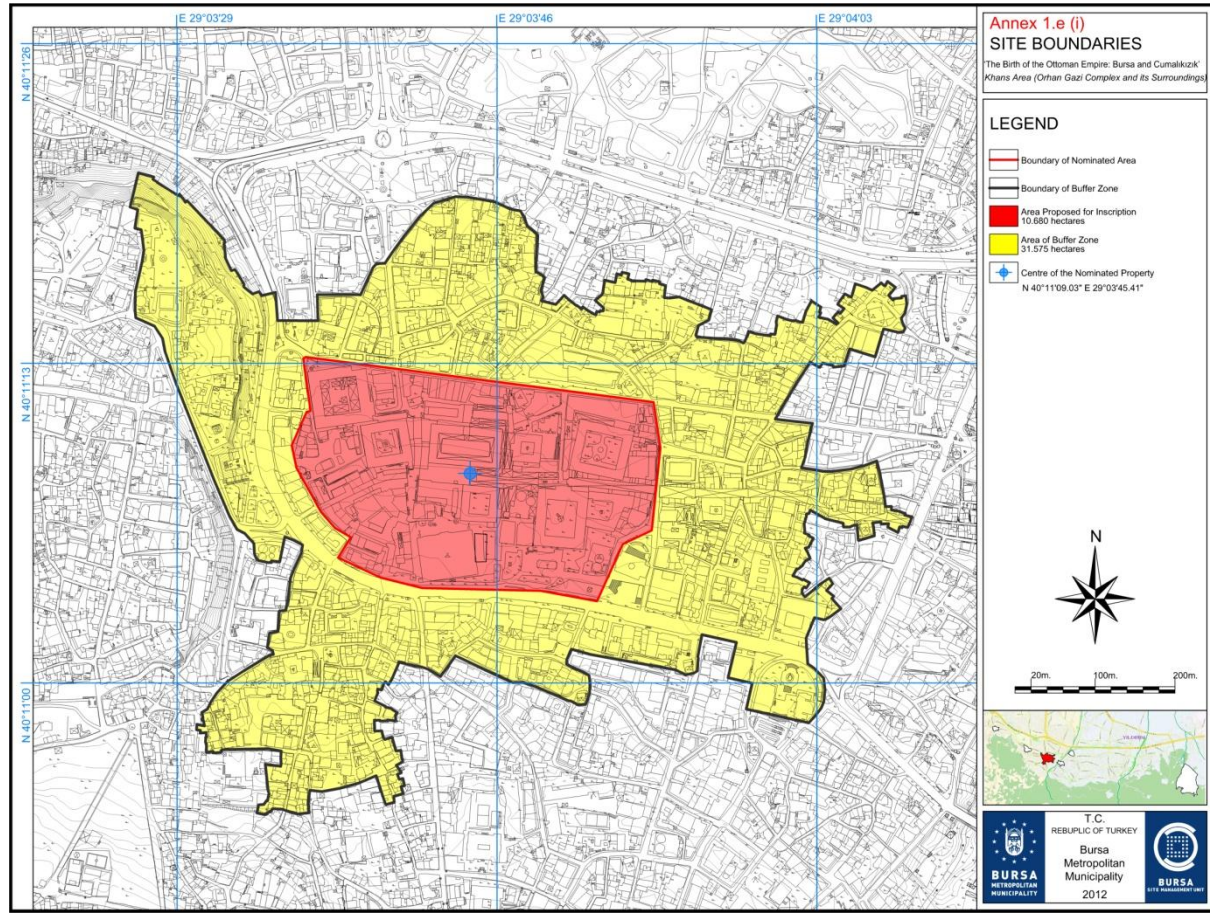 E 29°03'29
E 29°03'46
E 29°04'03
N 40°11'26
N 40°11'13
N 40°11'00
Annex 1.e (i)
SITE BOUNDARIES
'The Birth of the Ottoman Empire: Bursa and Cumalıkızık'
Khans Area (Orhan Gazi Complex and its Surroundings)
LEGEND
Boundary of Nominated Area
Boundary of Buffer Zone
Area Proposed for Inscription
10.680 hectares
Area of Buffer Zone
31.575 hectares
Centre of the Nominated Property
N 40°11'09.03" E 29°03'45.41"
N
20m. 100m. 200m.
BURSA
METROPOLITAN
MUNICIPALITY
T.C.
REBUPLIC OF TURKEY
Bursa
Metropolitan
Municipality
2012
BURSA
SITE MANAGEMENT UNIT